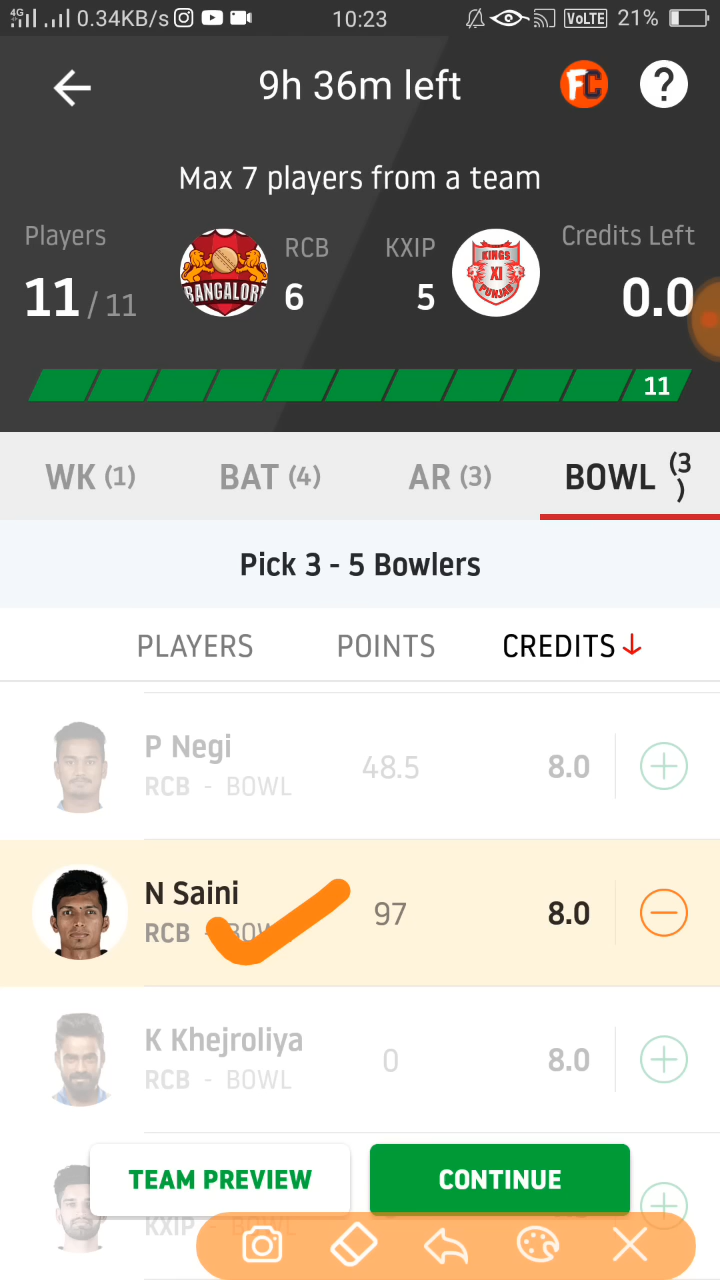 4G 0.34KB/s 10:23 VoLTE 21%
9h 36m left FC ?
Max 7 players from a team
Players RCB KXIP Credits Left
11 / 11 BANGALORE 6 5 KINGS XI PUNJAB 0.0
11
WK (1) BAT (4) AR (3) BOWL (3)
Pick 3 - 5 Bowlers
PLAYERS POINTS CREDITS ↓
P Negi 48.5 8.0
RCB - BOWL
N Saini 97 8.0
RCB - BOWL
K Khejroliya 0 8.0
RCB - BOWL
TEAM PREVIEW CONTINUE
KXIP - BOWL